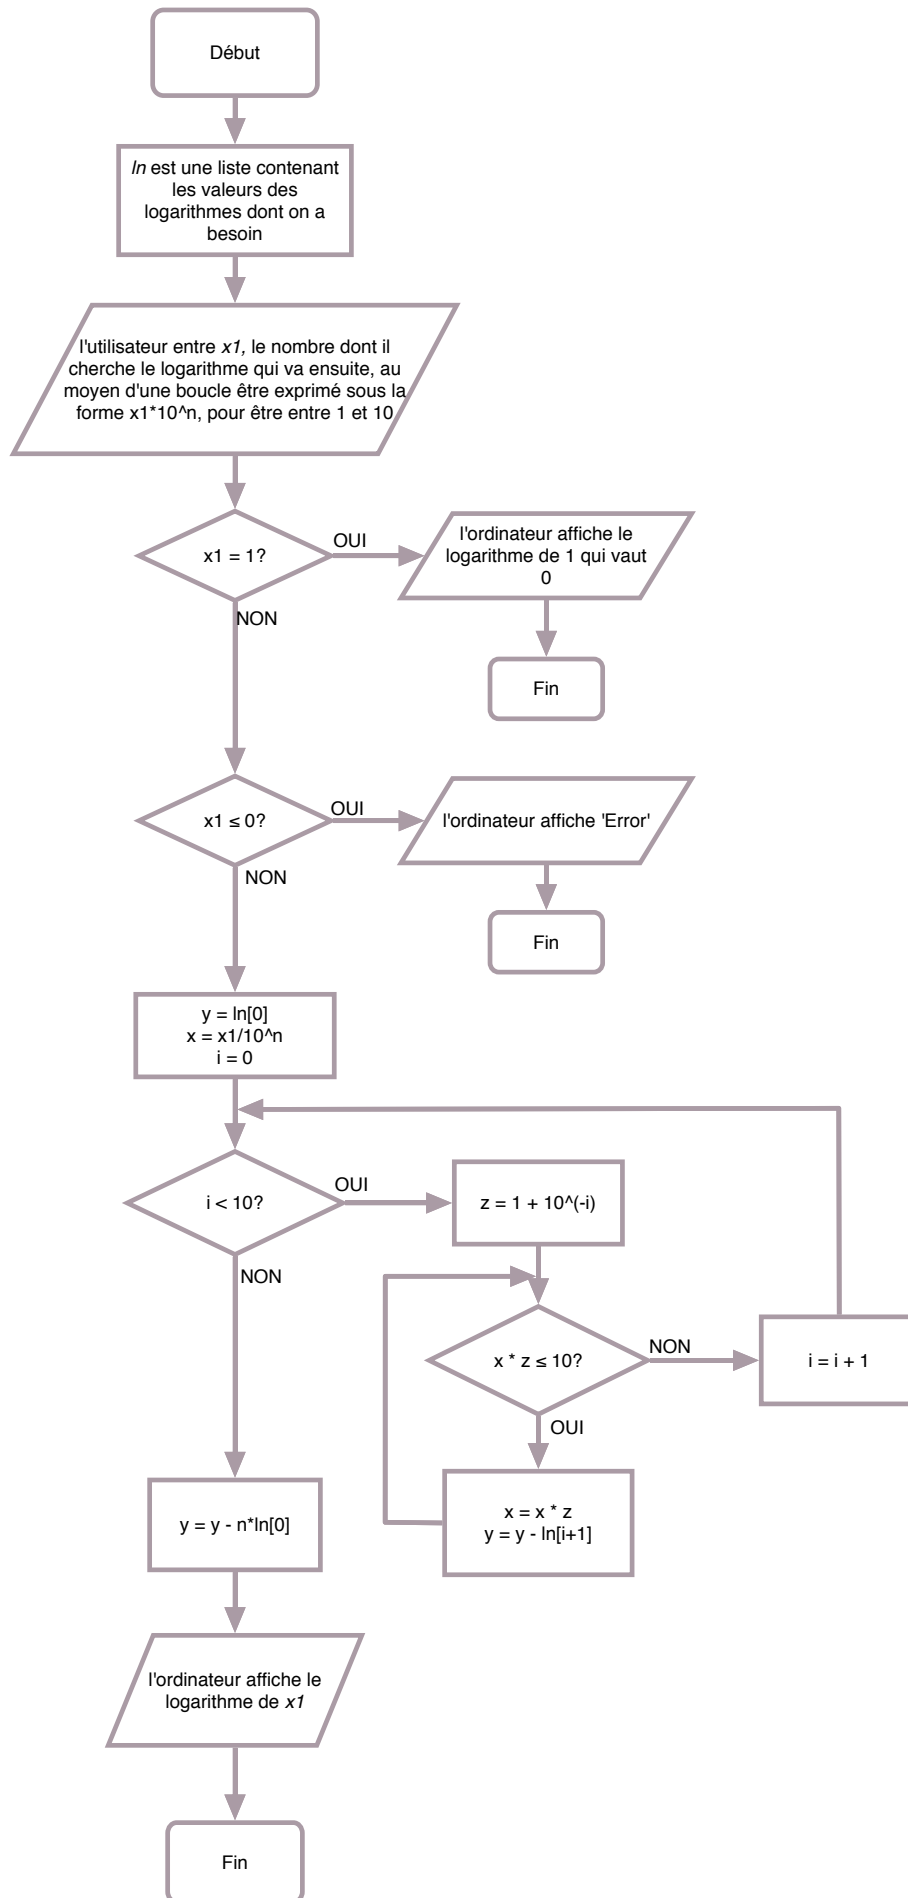 Début
ln est une liste contenant
les valeurs des
logarithmes dont on a
besoin
l'utilisateur entre x1, le nombre dont il
cherche le logarithme qui va ensuite, au
moyen d'une boucle être exprimé sous la
forme x1*10^n, pour être entre 1 et 10
x1 = 1?
OUI
l'ordinateur affiche le
logarithme de 1 qui vaut
0
NON
Fin
x1 ≤ 0?
OUI
l'ordinateur affiche 'Error'
NON
Fin
y = ln[0]
x = x1/10^n
i = 0
i < 10?
OUI
z = 1 + 10^(-i)
NON
x * z ≤ 10?
NON
i = i + 1
OUI
x = x * z
y = y - ln[i+1]
y = y - n*ln[0]
l'ordinateur affiche le
logarithme de x1
Fin